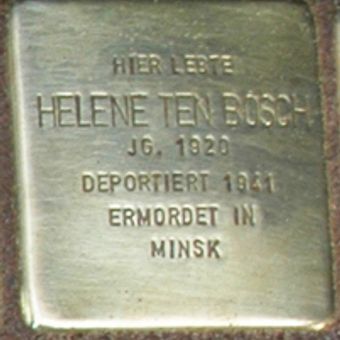 HIER LEBTE
HELENE TEN BOSCH
JG. 1920
DEPORTIERT 1941
ERMORDET IN
MINSK